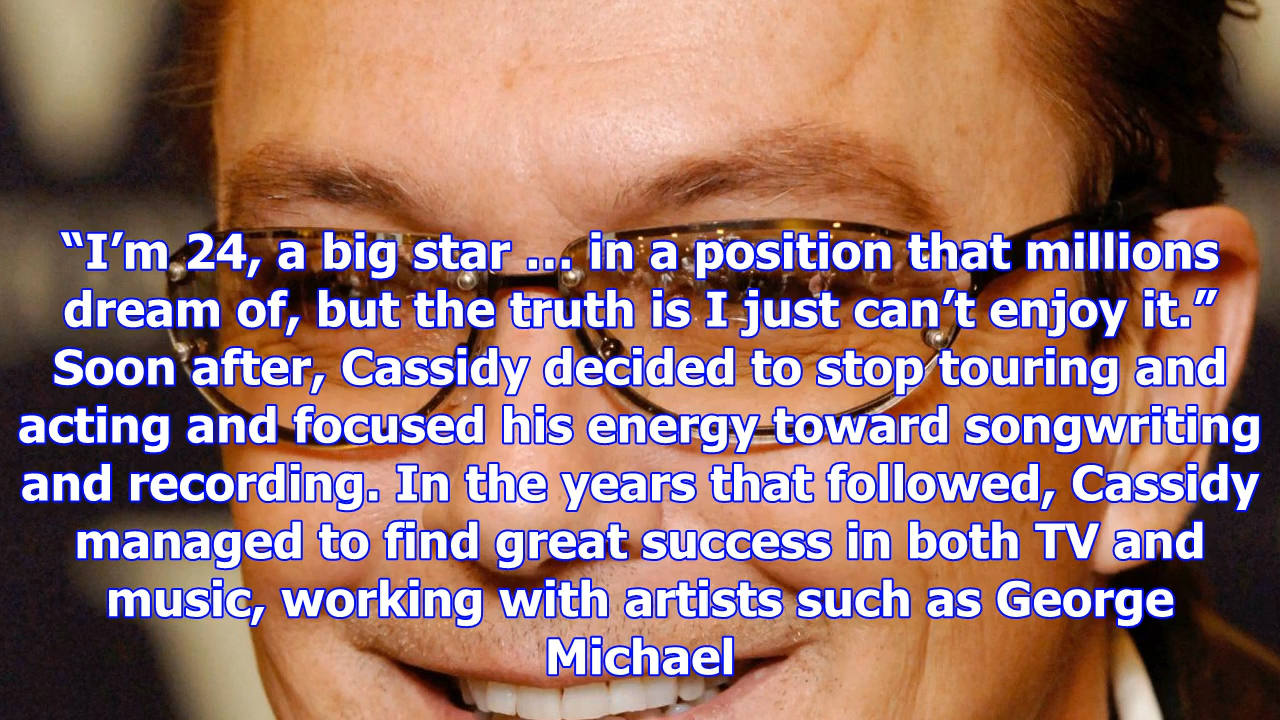 “I’m 24, a big star ... in a position that millions
dream of, but the truth is I just can’t enjoy it.”
Soon after, Cassidy decided to stop touring and
acting and focused his energy toward songwriting
and recording. In the years that followed, Cassidy
managed to find great success in both TV and
music, working with artists such as George
Michael